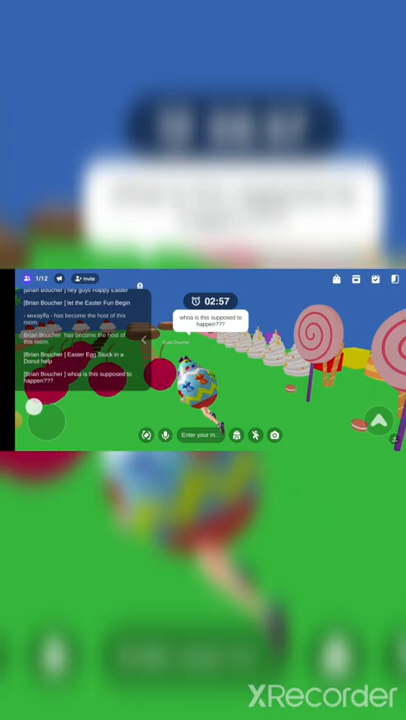 1/12
Invite
[Brian Boucher ] hey guys Happy Easter
[Brian Boucher ] let the Easter Fun Begin
has become the host of this room.
Brian Boucher has become the host of this room.
[Brian Boucher ] Easter Egg Stuck in a Donut help
[Brian Boucher ] whoa is this supposed to happen???
02:57
whoa is this supposed to
happen???
Brian Boucher
Enter your m...
XRecorder